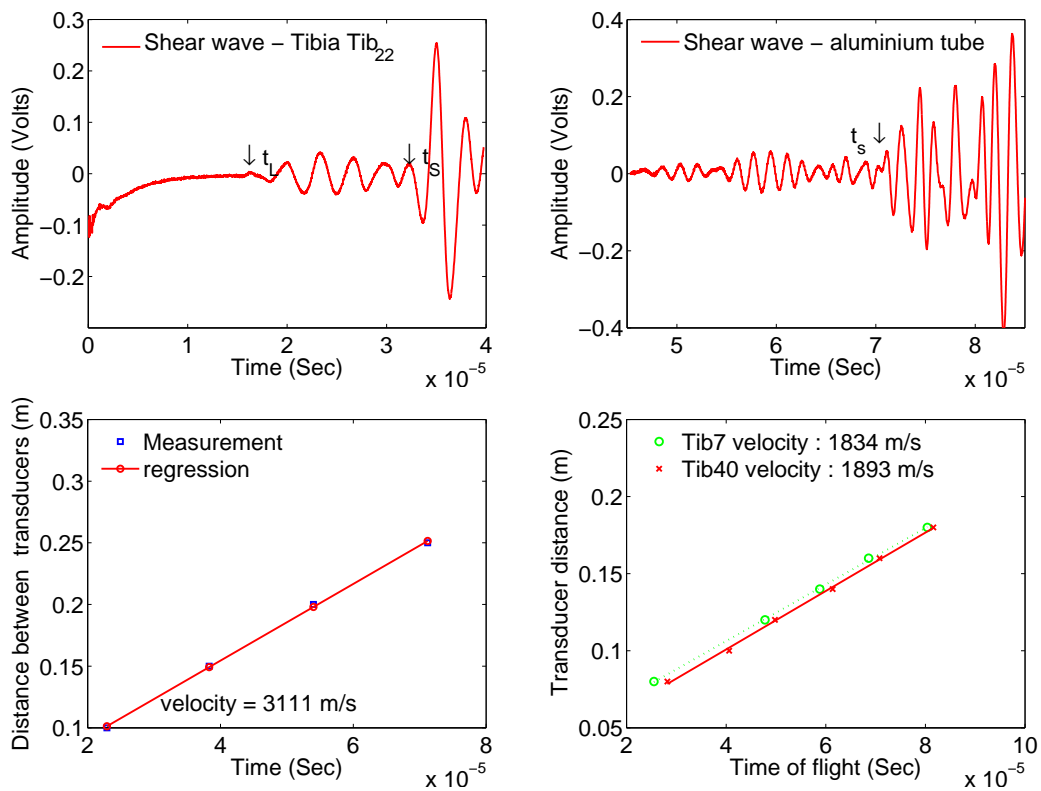 Shear wave – Tibia Tib22
Amplitude (Volts)
0.3
0.2
0.1
0
−0.1
−0.2
tL
tS
0 1 2 3 4
Time (Sec)
x 10−5
Shear wave – aluminium tube
Amplitude (Volts)
0.4
0.2
0
−0.2
−0.4
ts
5 6 7 8
Time (Sec)
x 10−5
Distance between transducers (m)
0.35
0.3
0.25
0.2
0.15
0.1
Measurement
regression
velocity = 3111 m/s
2 4 6 8
Time (Sec)
x 10−5
Transducer distance (m)
0.25
0.2
0.15
0.1
0.05
Tib7 velocity : 1834 m/s
Tib40 velocity : 1893 m/s
2 4 6 8 10
Time of flight (Sec)
x 10−5